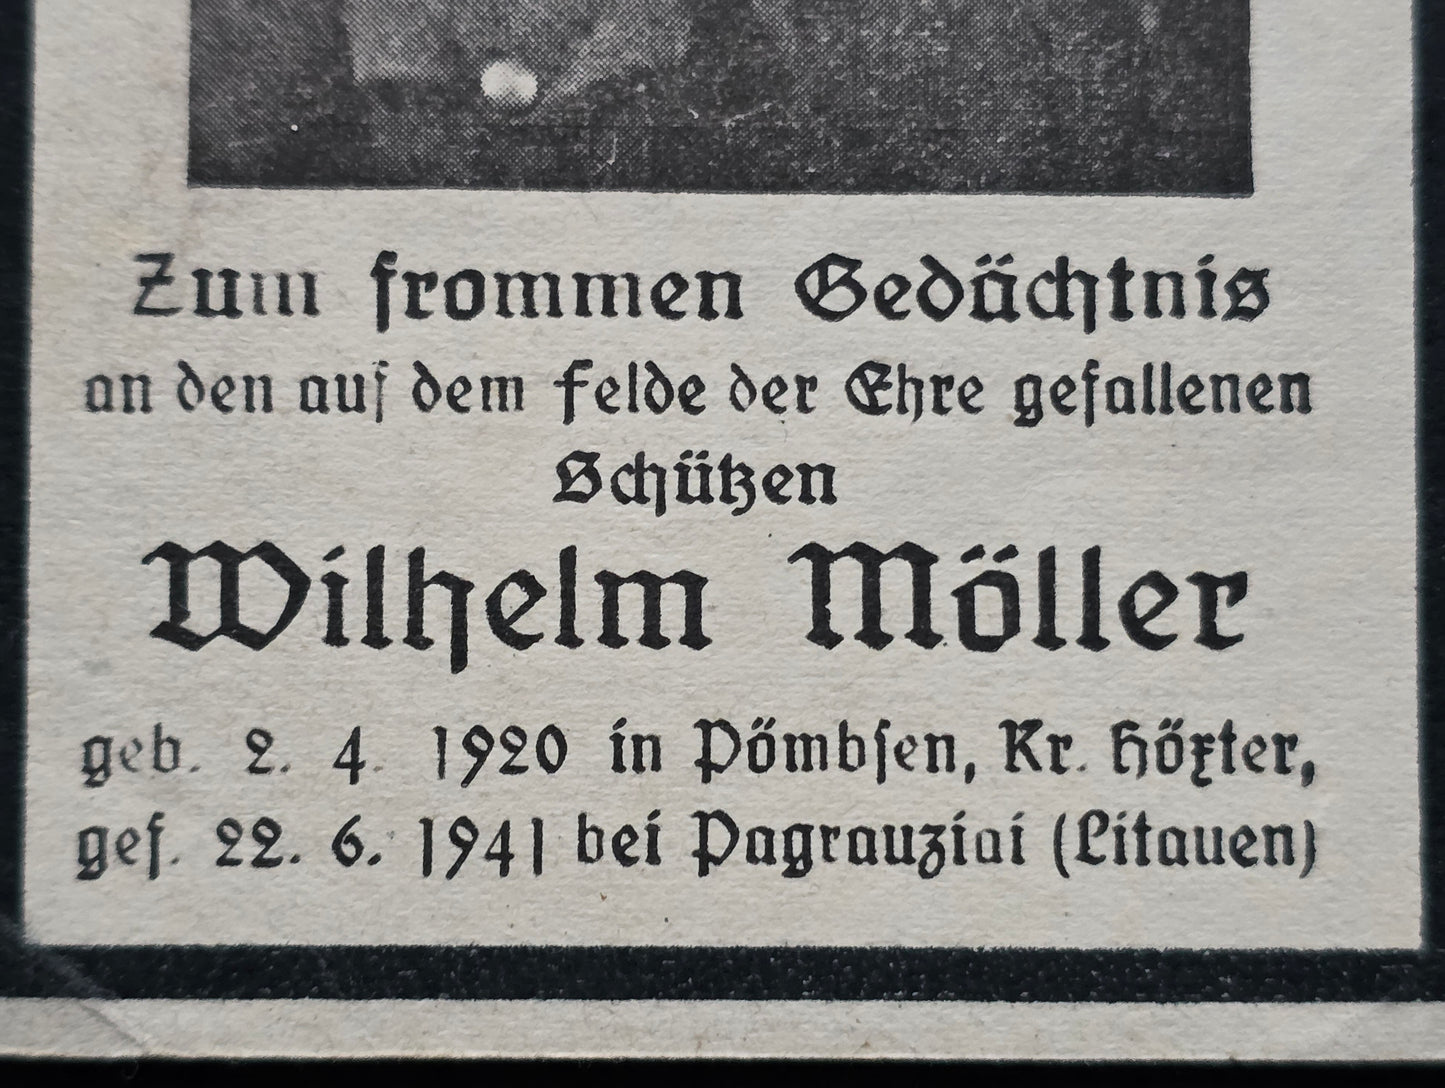 Zum frommen Gedächtnis
an den auf dem Felde der Ehre gefallenen
Schützen
Wilhelm Möller
geb. 2. 4. 1920 in Pömbsen, Kr. Höxter,
gef. 22. 6. 1941 bei Pagrauziai (Litauen)